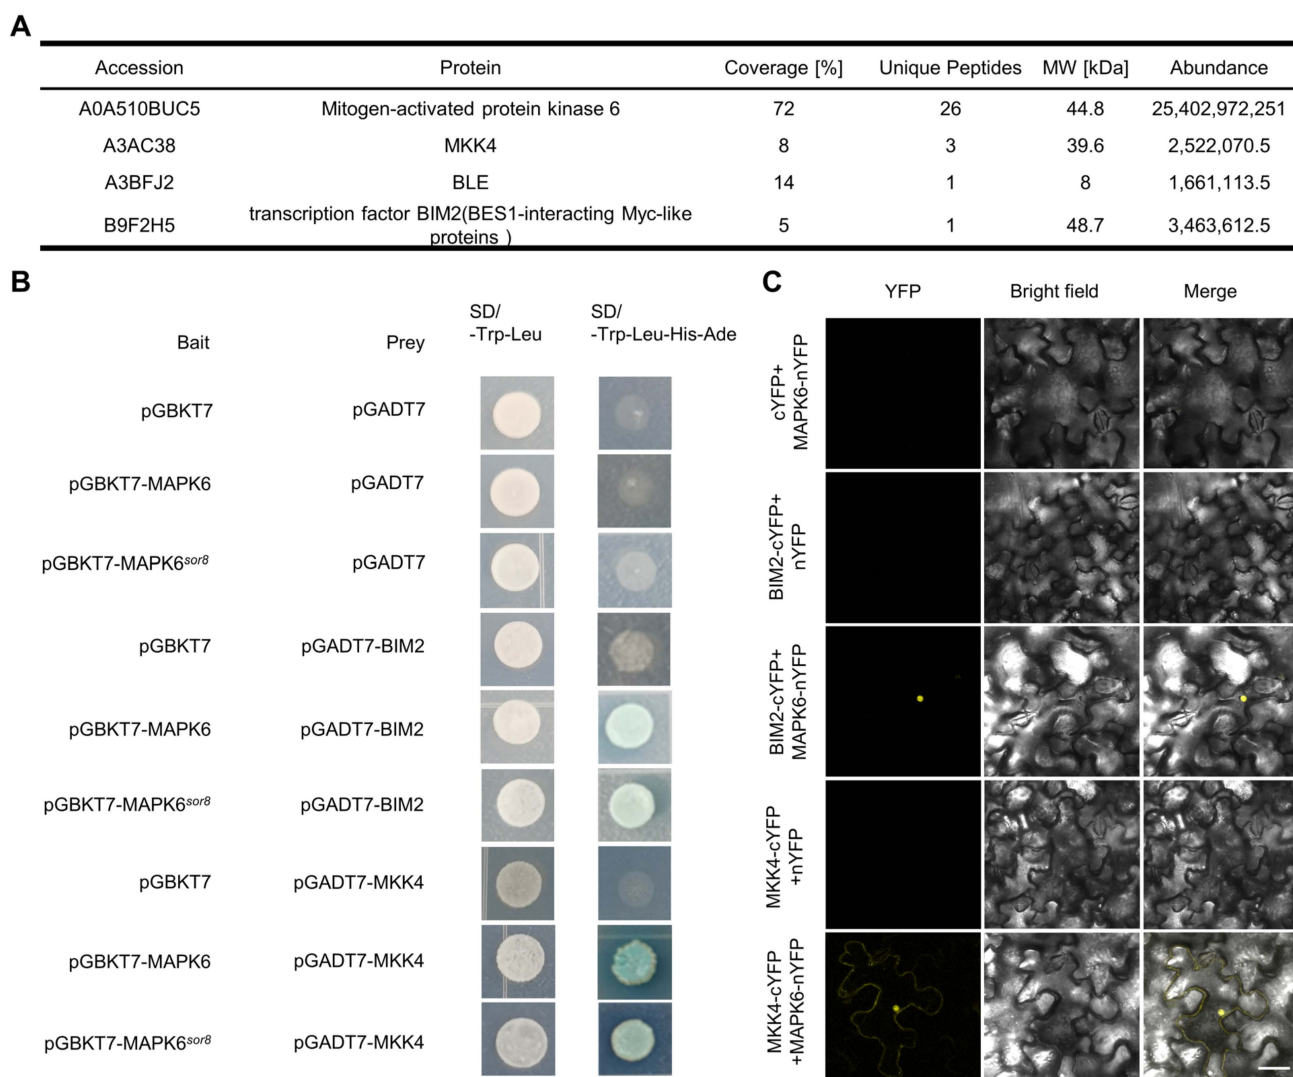 A
Accession Protein Coverage [%] Unique Peptides MW [kDa] Abundance
A0A510BUC5 Mitogen-activated protein kinase 6 72 26 44.8 25,402,972,251
A3AC38 MKK4 8 3 39.6 2,522,070.5
A3BFJ2 BLE 14 1 8 1,661,113.5
B9F2H5 transcription factor BIM2(BES1-interacting Myc-like proteins ) 5 1 48.7 3,463,612.5
B
Bait Prey SD/ -Trp-Leu SD/ -Trp-Leu-His-Ade
pGBKT7 pGADT7
pGBKT7-MAPK6 pGADT7
pGBKT7-MAPK6sor8 pGADT7
pGBKT7 pGADT7-BIM2
pGBKT7-MAPK6 pGADT7-BIM2
pGBKT7-MAPK6sor8 pGADT7-BIM2
pGBKT7 pGADT7-MKK4
pGBKT7-MAPK6 pGADT7-MKK4
pGBKT7-MAPK6sor8 pGADT7-MKK4
C
YFP Bright field Merge
cYFP+
MAPK6-nYFP
BIM2-cYFP+
nYFP
BIM2-cYFP+
MAPK6-nYFP
MKK4-cYFP
+nYFP
MKK4-cYFP
+MAPK6-nYFP